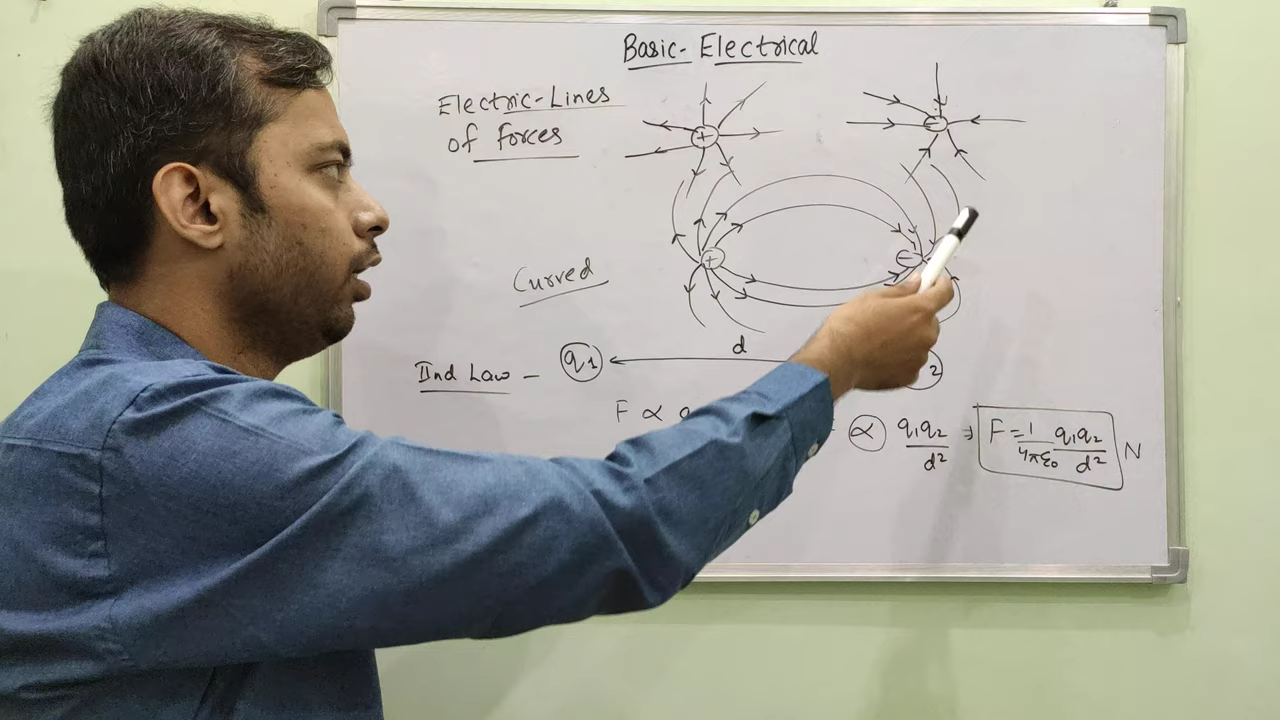 Basic- Electrical
Electric-Lines
of forces
+
-
Curved
+
-
d
IInd Law - q1 2
F ∝ ∝ q1q2/d² ⇒ F = 1/4πε0 q1q2/d² N